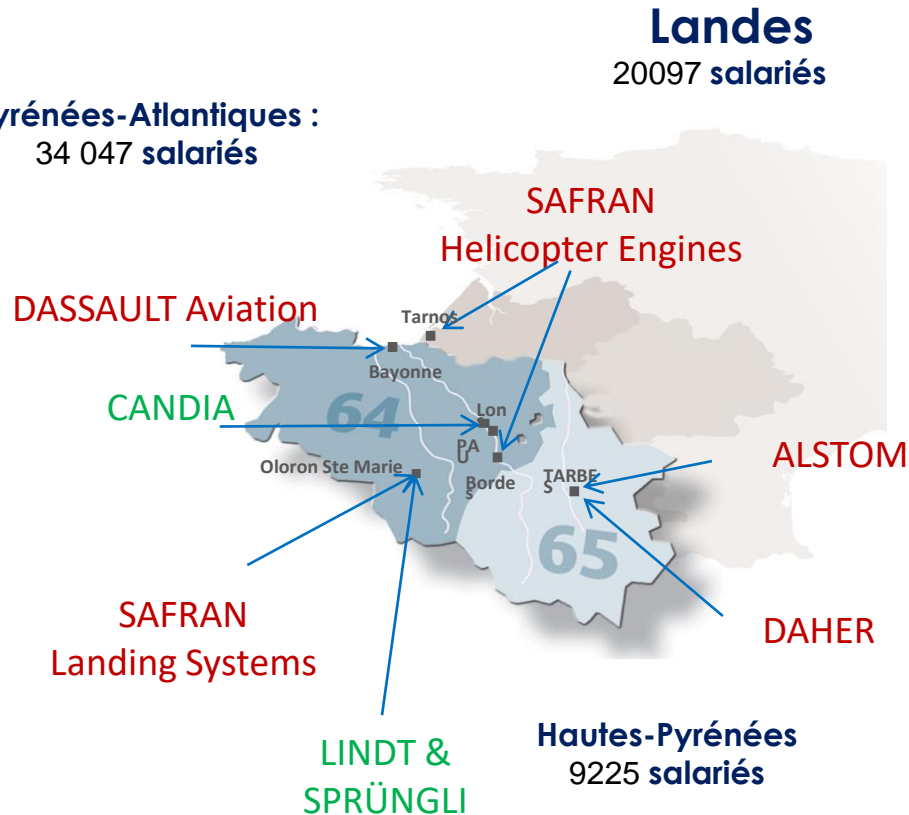 Landes
20097 salariés
yrénées-Atlantiques :
34 047 salariés
SAFRAN
Helicopter Engines
DASSAULT Aviation
Tarnos
Bayonne
CANDIA
64
Lon
PA
U
Oloron Ste Marie
Borde
s
TARBE
S
ALSTOM
65
SAFRAN
Landing Systems
DAHER
LINDT &
SPRÜNGLI
Hautes-Pyrénées
9225 salariés